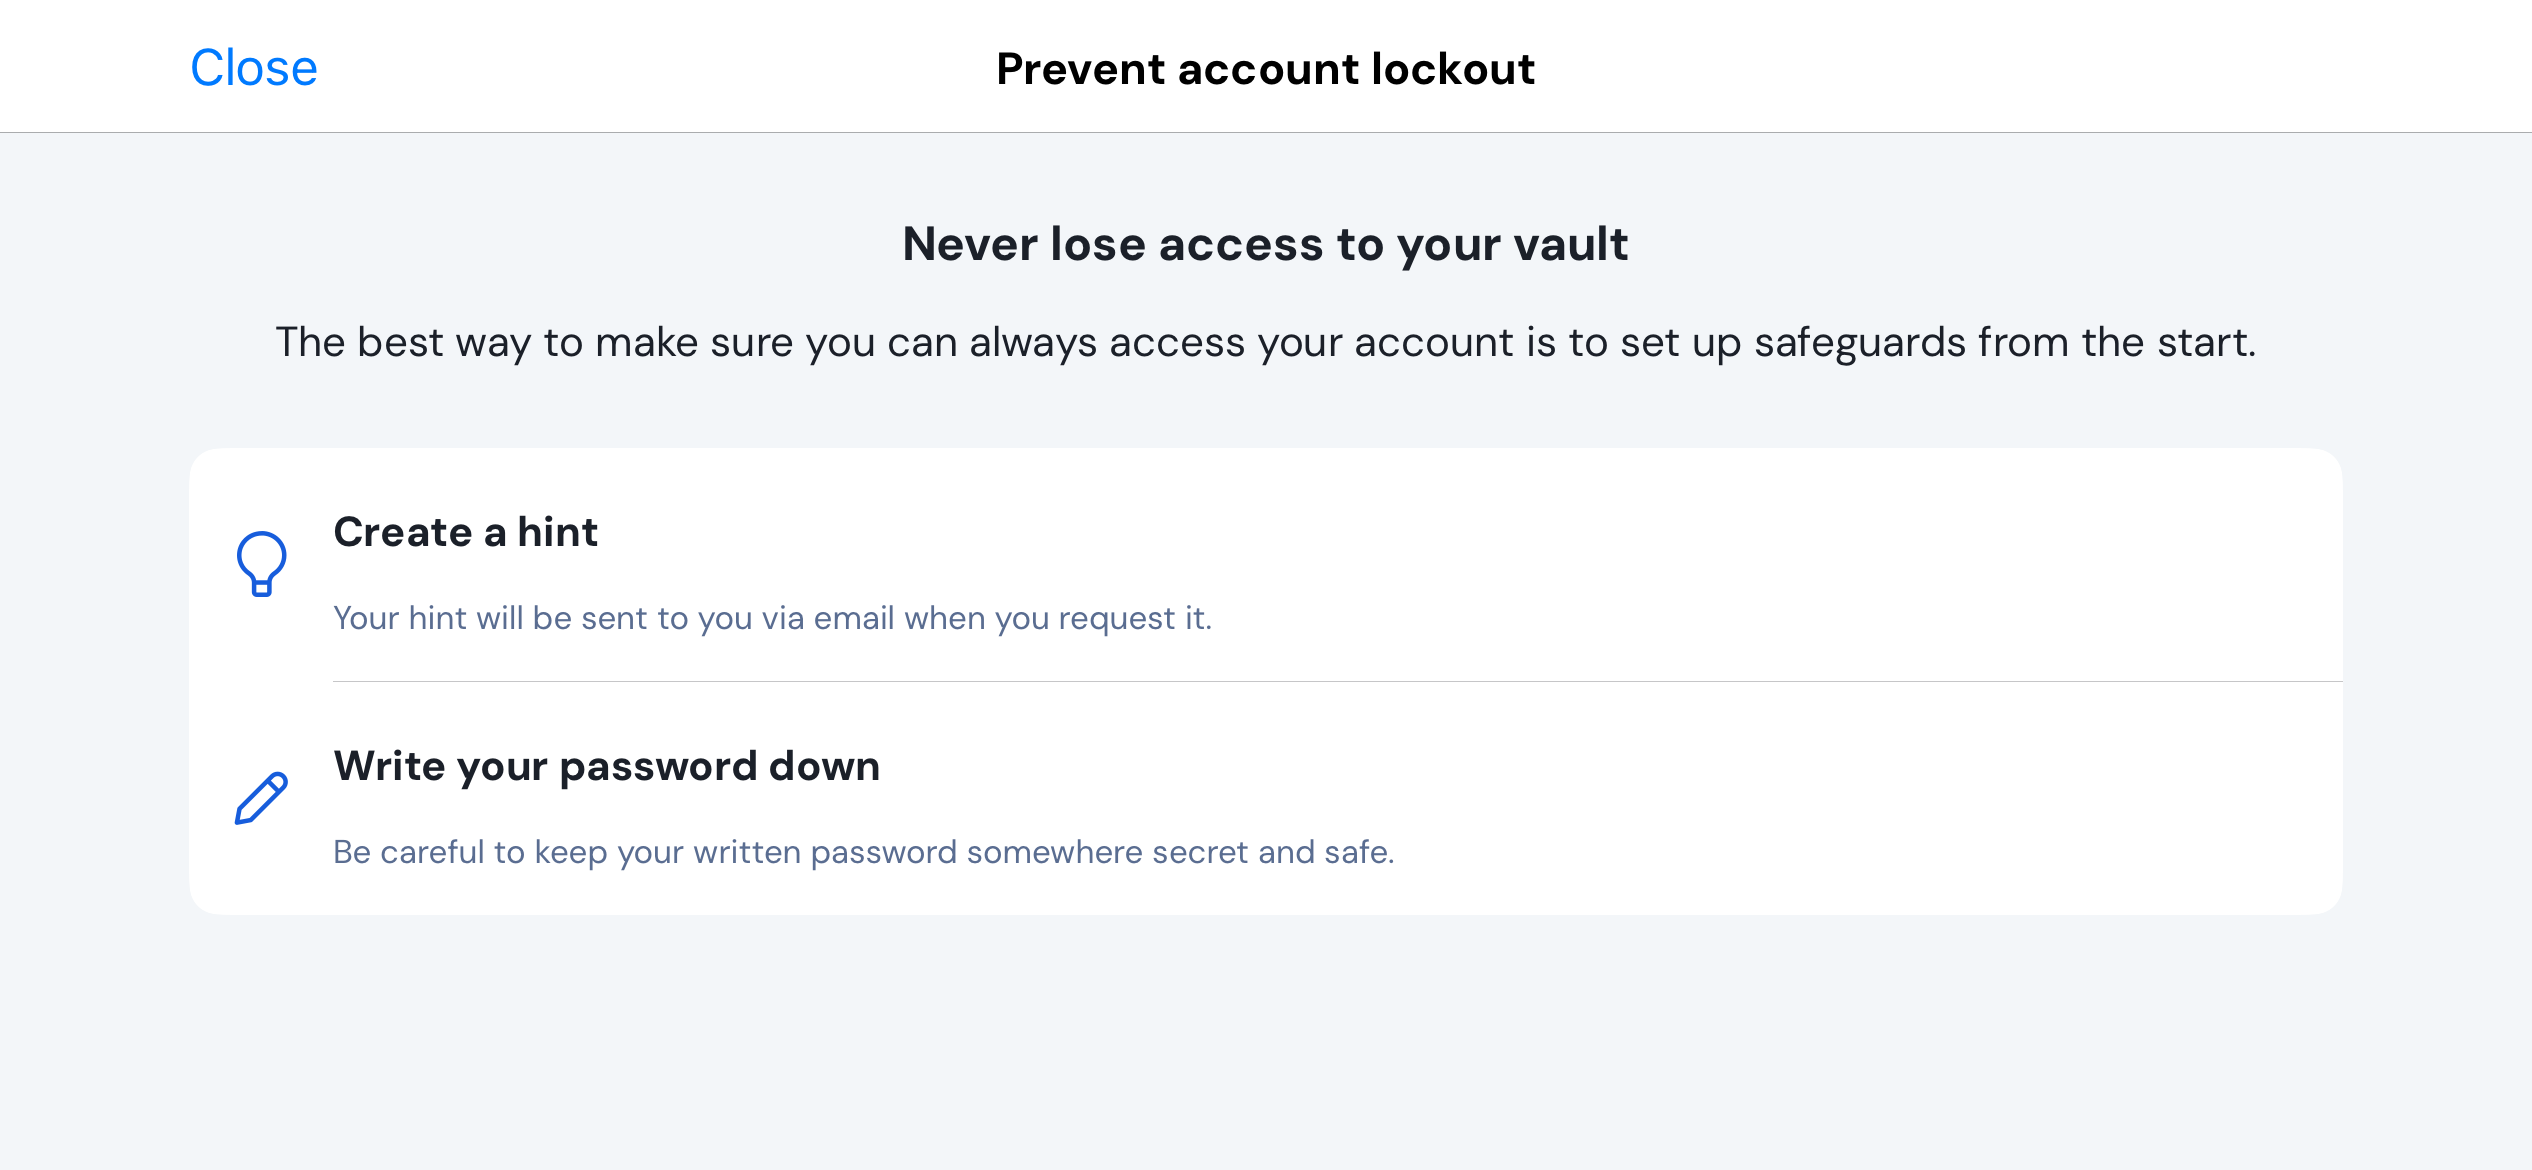 Close
Prevent account lockout
Never lose access to your vault
The best way to make sure you can always access your account is to set up safeguards from the start.
Create a hint
Your hint will be sent to you via email when you request it.
Write your password down
Be careful to keep your written password somewhere secret and safe.